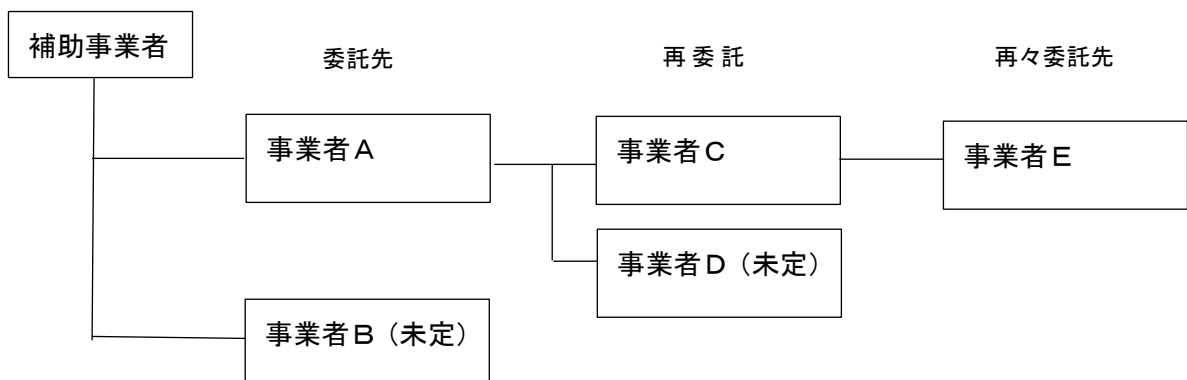 補助事業者
委託先
再委託
再々委託先
事業者A
事業者C
事業者E
事業者D（未定）
事業者B（未定）